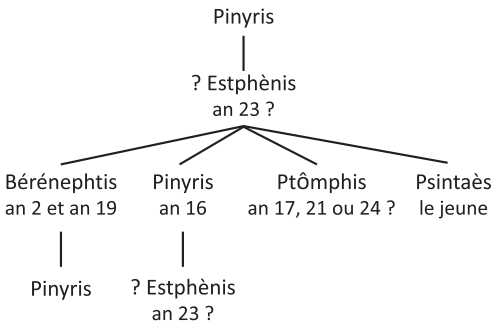 Pinyris
? Estphènis
an 23 ?
Bérénephtis Pinyris Ptômphis Psintaès
an 2 et an 19 an 16 an 17, 21 ou 24 ? le jeune
Pinyris ? Estphènis
an 23 ?